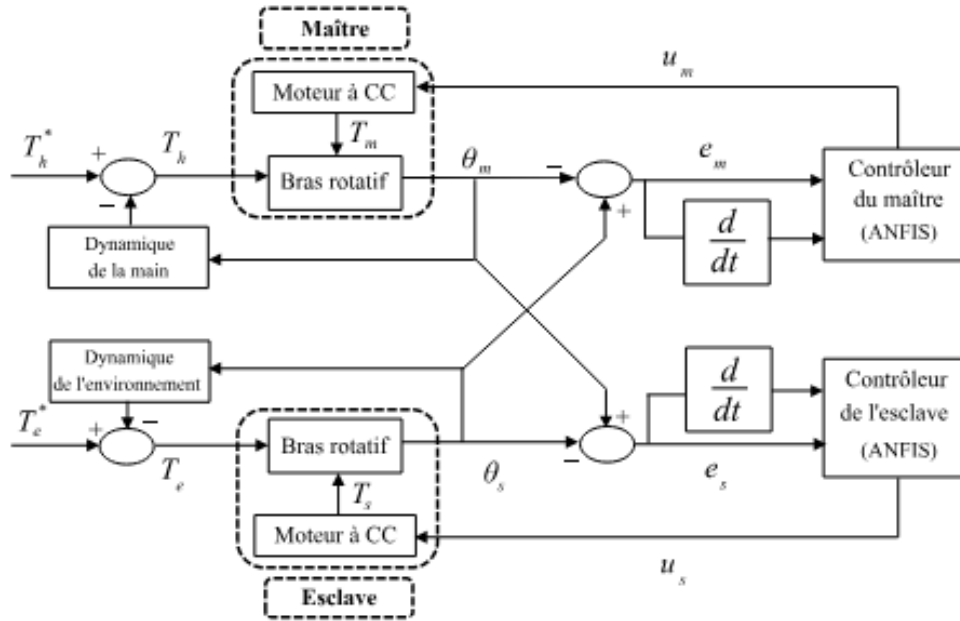 Maître
Moteur à CC
u_m
T_h^*
+
T_h
T_m
Bras rotatif
θ_m
−
e_m
Contrôleur
du maître
(ANFIS)
−
+
d
dt
Dynamique
de la main
Dynamique
de l'environnement
d
dt
Contrôleur
de l'esclave
(ANFIS)
T_e^*
+
−
T_e
Bras rotatif
θ_s
+
−
e_s
T_s
Moteur à CC
u_s
Esclave